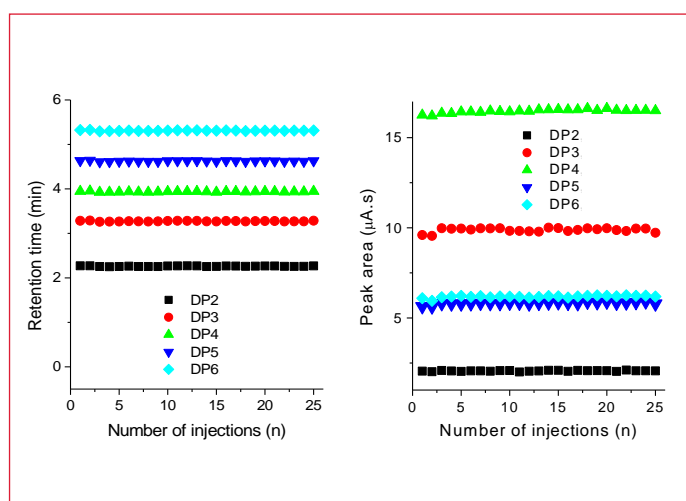 6
4
2
0
Retention time (min)
DP2
DP3
DP4
DP5
DP6
0 5 10 15 20 25
Number of injections (n)
15
10
5
Peak area (µA.s)
DP2
DP3
DP4
DP5
DP6
0 5 10 15 20 25
Number of injections (n)